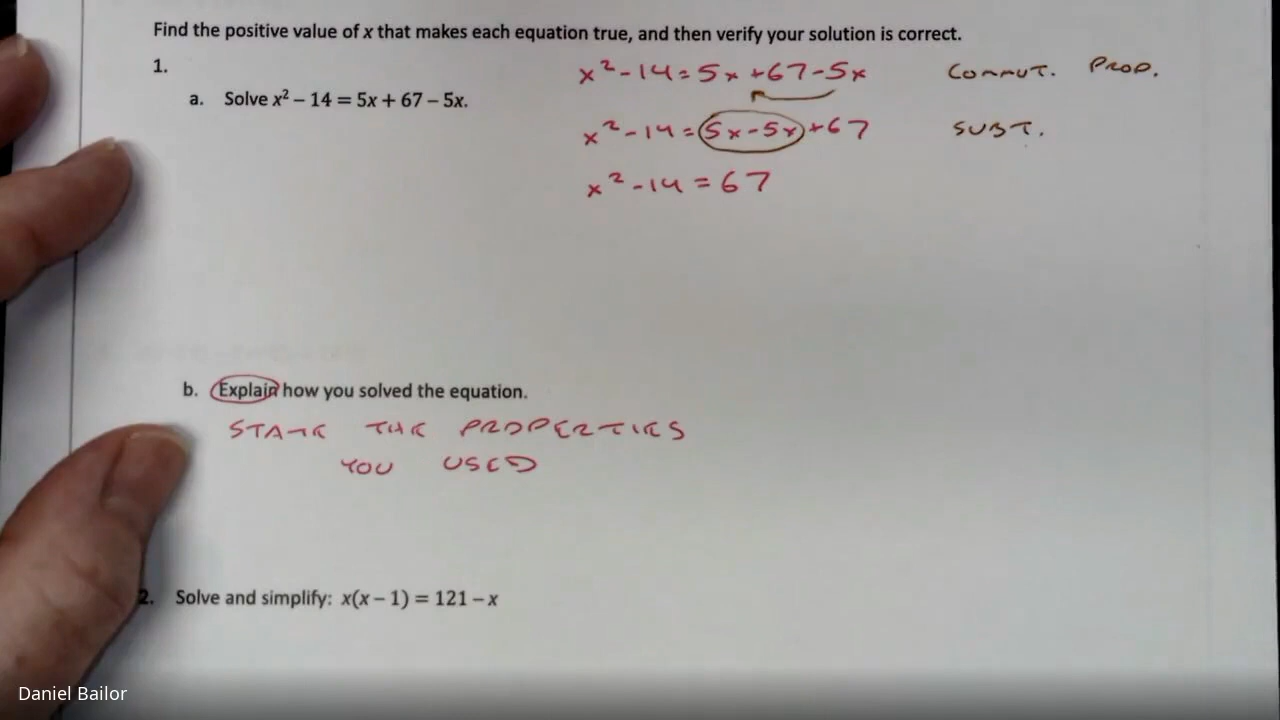 Find the positive value of x that makes each equation true, and then verify your solution is correct.
1.
a. Solve x² – 14 = 5x + 67 – 5x.
x² - 14 = 5x + 67 - 5x COMMUT. PROP.
x² - 14 = 5x - 5x + 67 SUBT.
x² - 14 = 67
b. Explain how you solved the equation.
STATE THE PROPERTIES
YOU USED
2. Solve and simplify: x(x – 1) = 121 – x
Daniel Bailor